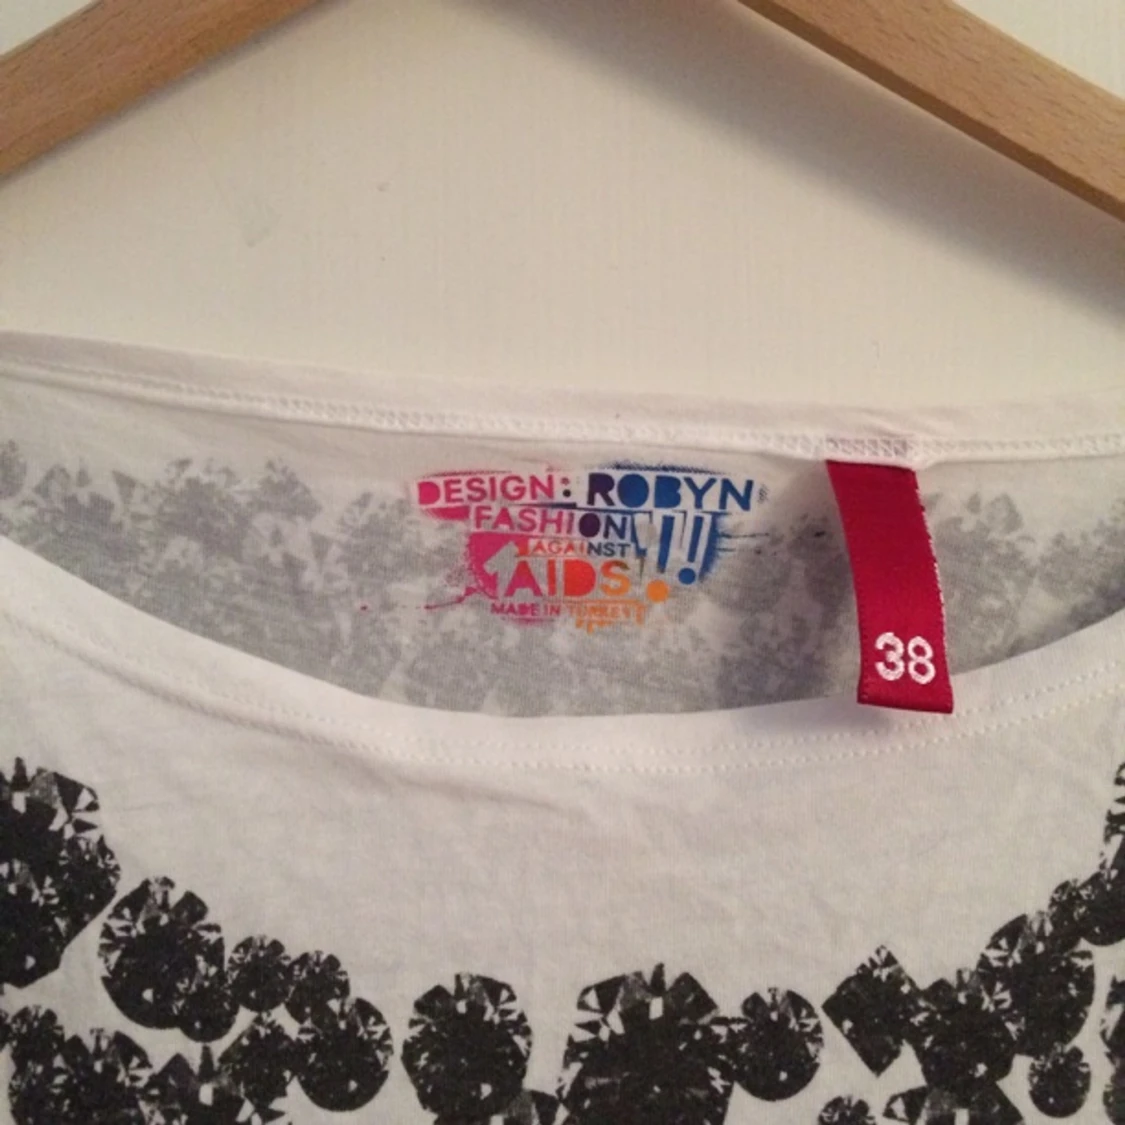 DESIGN: ROBYN
FASHION
AGAINST
AIDS
MADE IN TURKEY
!!
38